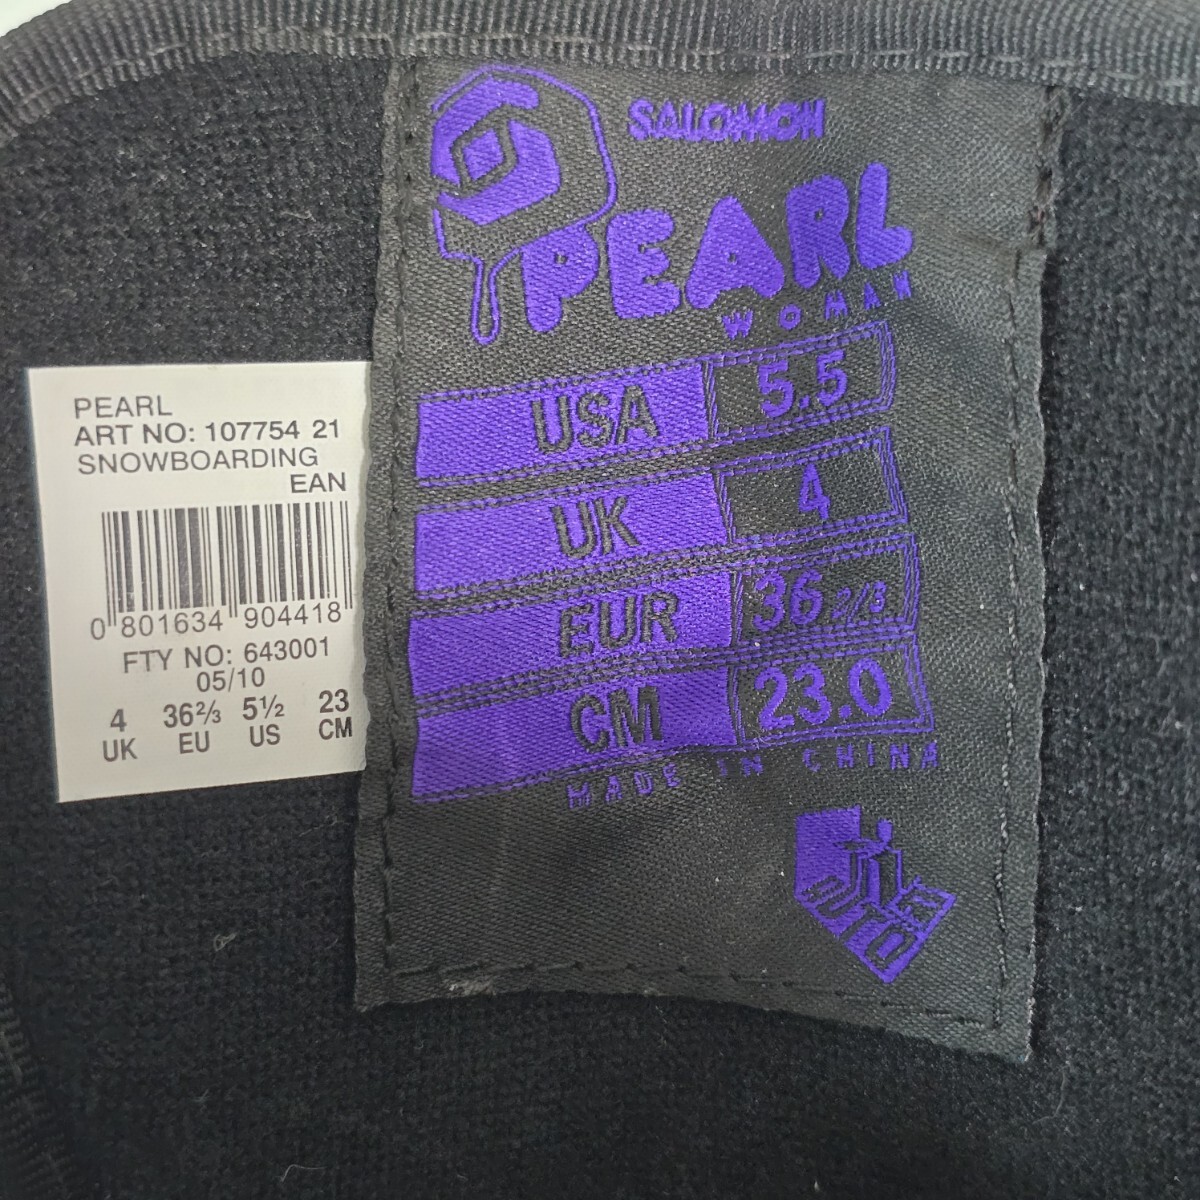 PEARL
ART NO: 107754 21
SNOWBOARDING
EAN
0 801634 904418
FTY NO: 643001
05/10
4 36⅔ 5½ 23
UK EU US CM
SALOMON
PEARL
WOMAN
USA 5.5
UK 4
EUR 36 2/3
CM 23.0
MADE IN CHINA